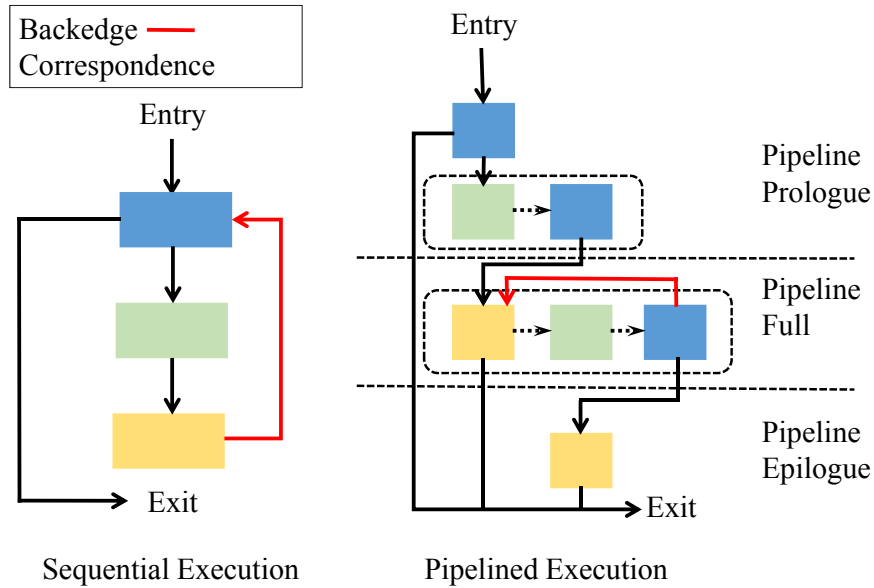 Backedge
Correspondence
Entry
Exit
Sequential Execution
Entry
Pipeline
Prologue
Pipeline
Full
Pipeline
Epilogue
Exit
Pipelined Execution